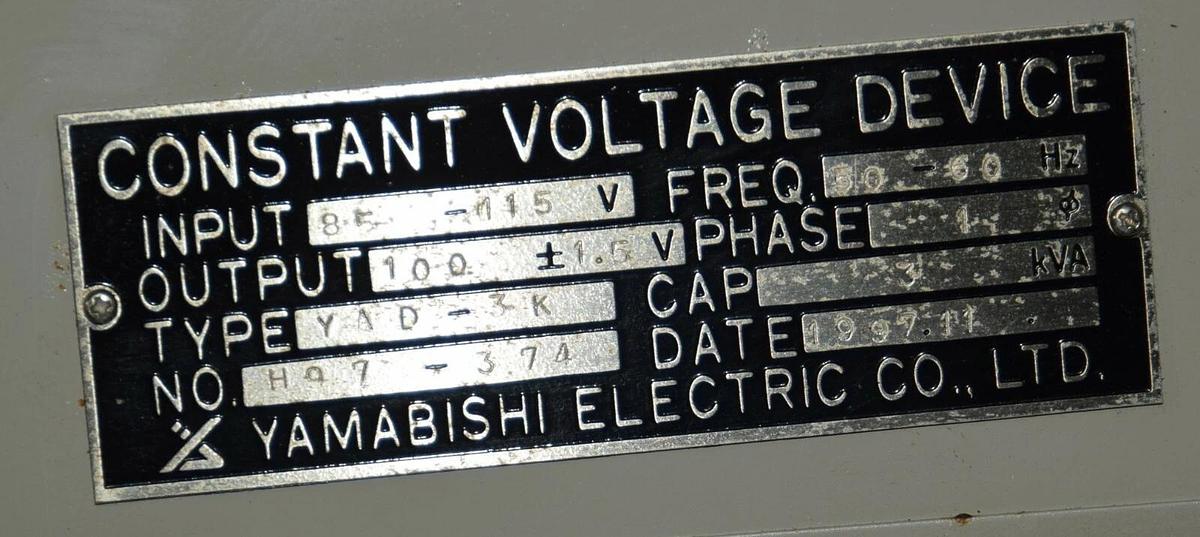 CONSTANT VOLTAGE DEVICE
INPUT 85 - 115 V FREQ. 50 - 60 Hz
OUTPUT 100 ±1.5 V PHASE 1 ϕ
TYPE YAD-3K CAP 3 kVA
NO. H97-374 DATE 1997.11
YAMABISHI ELECTRIC CO., LTD.